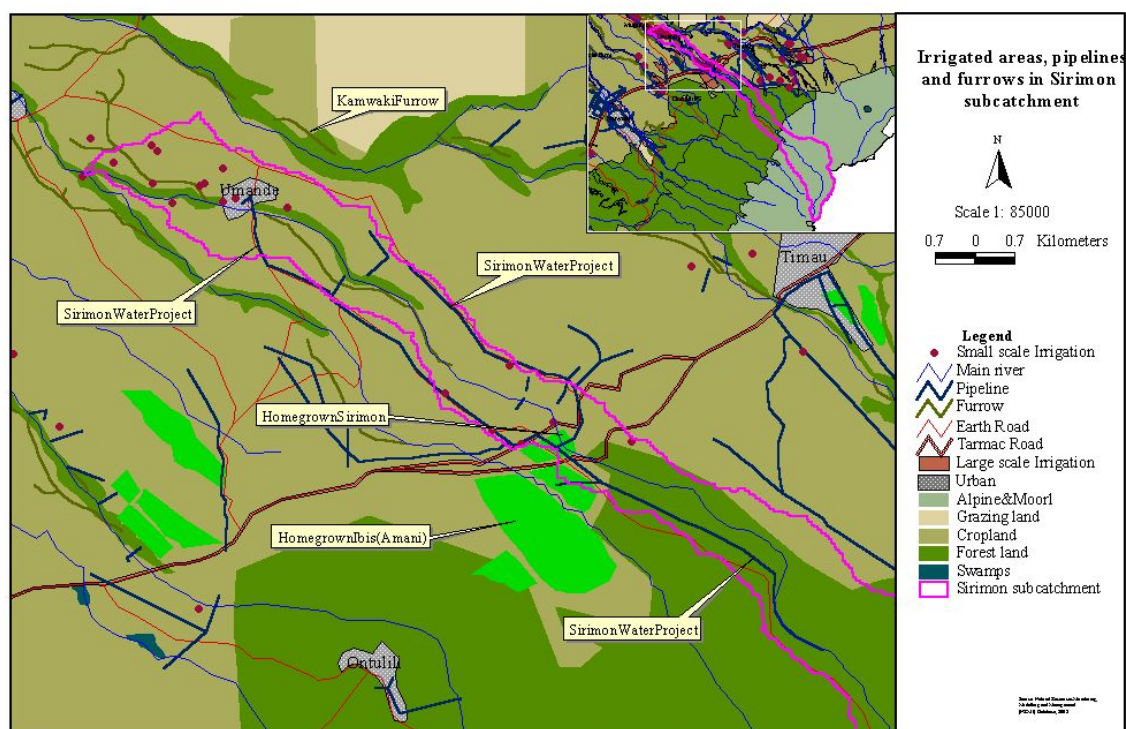 Irrigated areas, pipelines
and furrows in Sirimon
subcatchment
N
Scale 1: 85000
0.7 0 0.7 Kilometers
Legend
Small scale Irrigation
Main river
Pipeline
Furrow
Earth Road
Tarmac Road
Large scale Irrigation
Urban
Alpine&Moorl
Grazing land
Cropland
Forest land
Swamps
Sirimon subcatchment
KamwakiFurrow
Umande
SirimonWaterProject
SirimonWaterProject
Timau
HomegrownSirimon
HomegrownIbis(Amani)
SirimonWaterProject
Ontulili